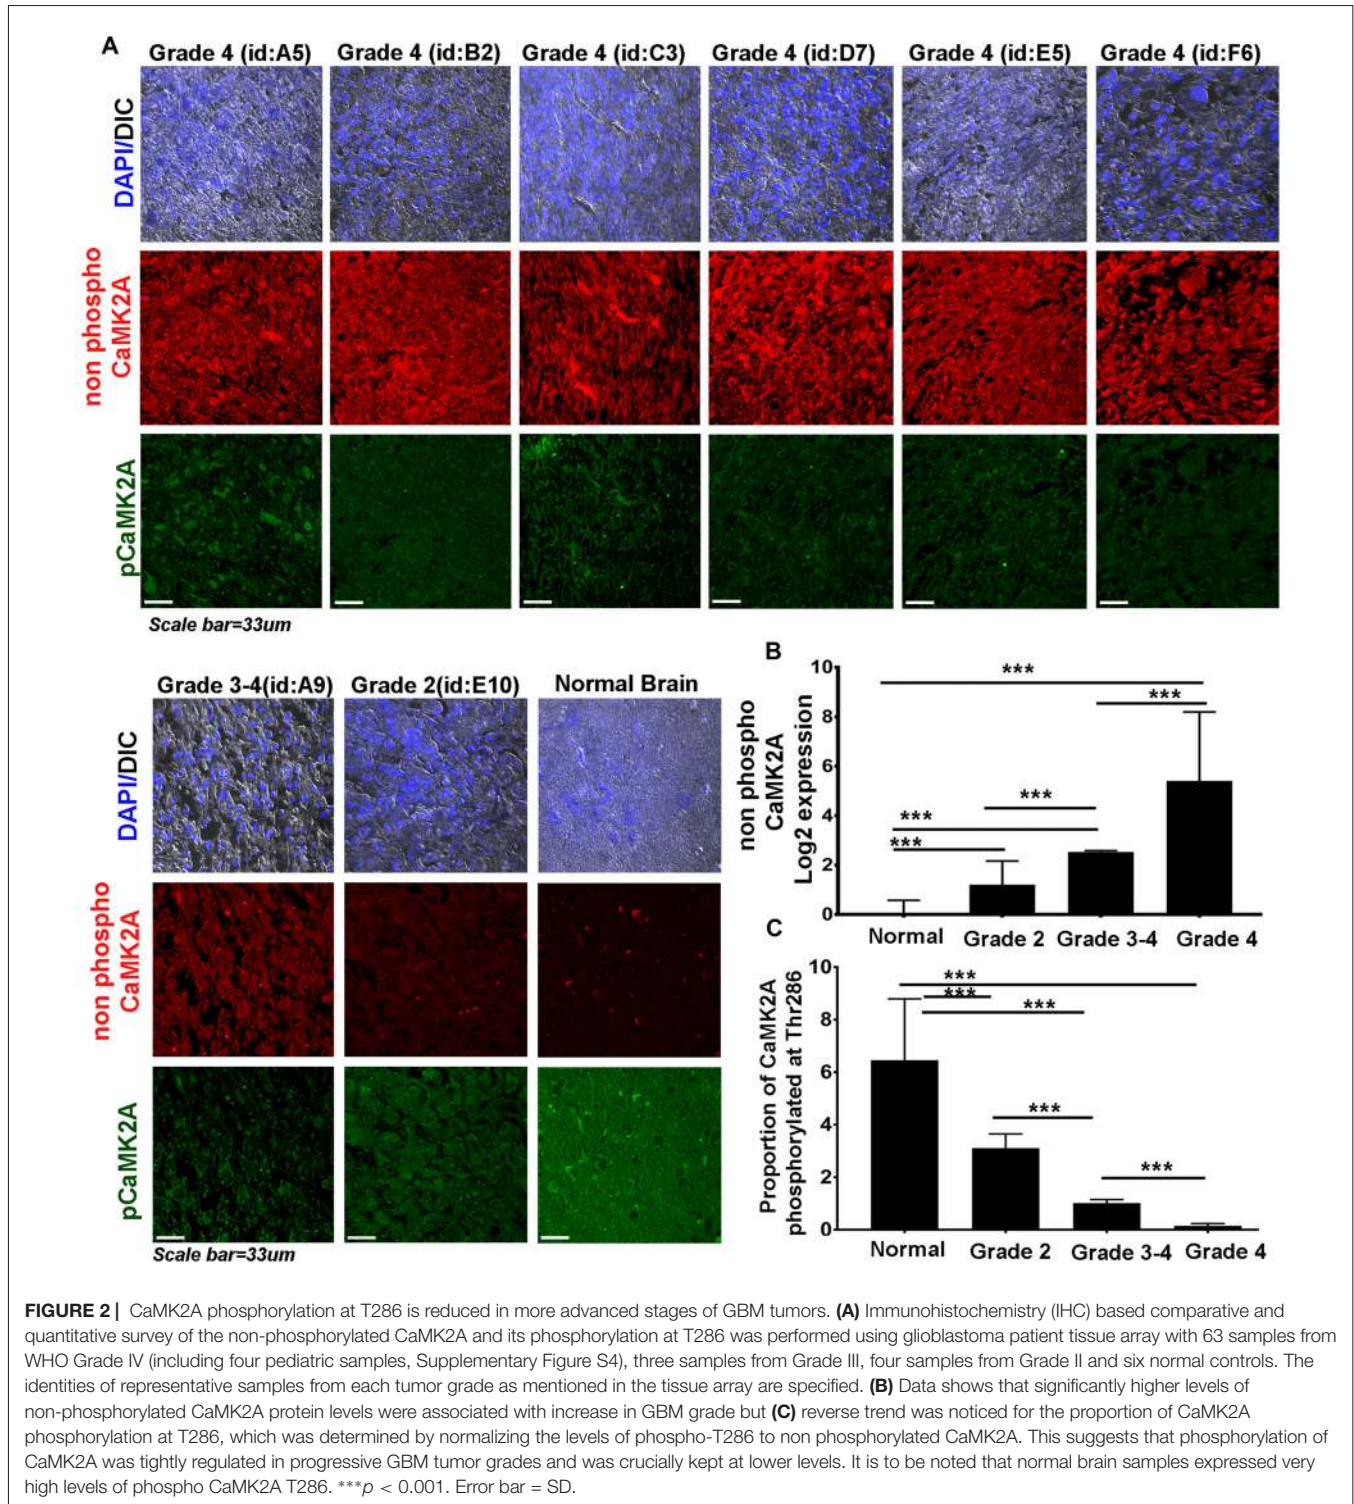 A
Grade 4 (id:A5) Grade 4 (id:B2) Grade 4 (id:C3) Grade 4 (id:D7) Grade 4 (id:E5) Grade 4 (id:F6)
DAPI/DIC
non phospho
CaMK2A
pCaMK2A
Scale bar=33um
Grade 3-4(id:A9) Grade 2(id:E10) Normal Brain
DAPI/DIC
non phospho
CaMK2A
pCaMK2A
Scale bar=33um
B
non phospho
CaMK2A
Log2 expression
10
8
6
4
2
0
***
***
***
***
***
Normal Grade 2 Grade 3-4 Grade 4
C
Proportion of CaMK2A
phosphorylated at Thr286
10
8
6
4
2
0
***
***
***
***
***
Normal Grade 2 Grade 3-4 Grade 4
FIGURE 2 | CaMK2A phosphorylation at T286 is reduced in more advanced stages of GBM tumors. (A) Immunohistochemistry (IHC) based comparative and
quantitative survey of the non-phosphorylated CaMK2A and its phosphorylation at T286 was performed using glioblastoma patient tissue array with 63 samples from
WHO Grade IV (including four pediatric samples, Supplementary Figure S4), three samples from Grade III, four samples from Grade II and six normal controls. The
identities of representative samples from each tumor grade as mentioned in the tissue array are specified. (B) Data shows that significantly higher levels of
non-phosphorylated CaMK2A protein levels were associated with increase in GBM grade but (C) reverse trend was noticed for the proportion of CaMK2A
phosphorylation at T286, which was determined by normalizing the levels of phospho-T286 to non phosphorylated CaMK2A. This suggests that phosphorylation of
CaMK2A was tightly regulated in progressive GBM tumor grades and was crucially kept at lower levels. It is to be noted that normal brain samples expressed very
high levels of phospho CaMK2A T286. ***p < 0.001. Error bar = SD.